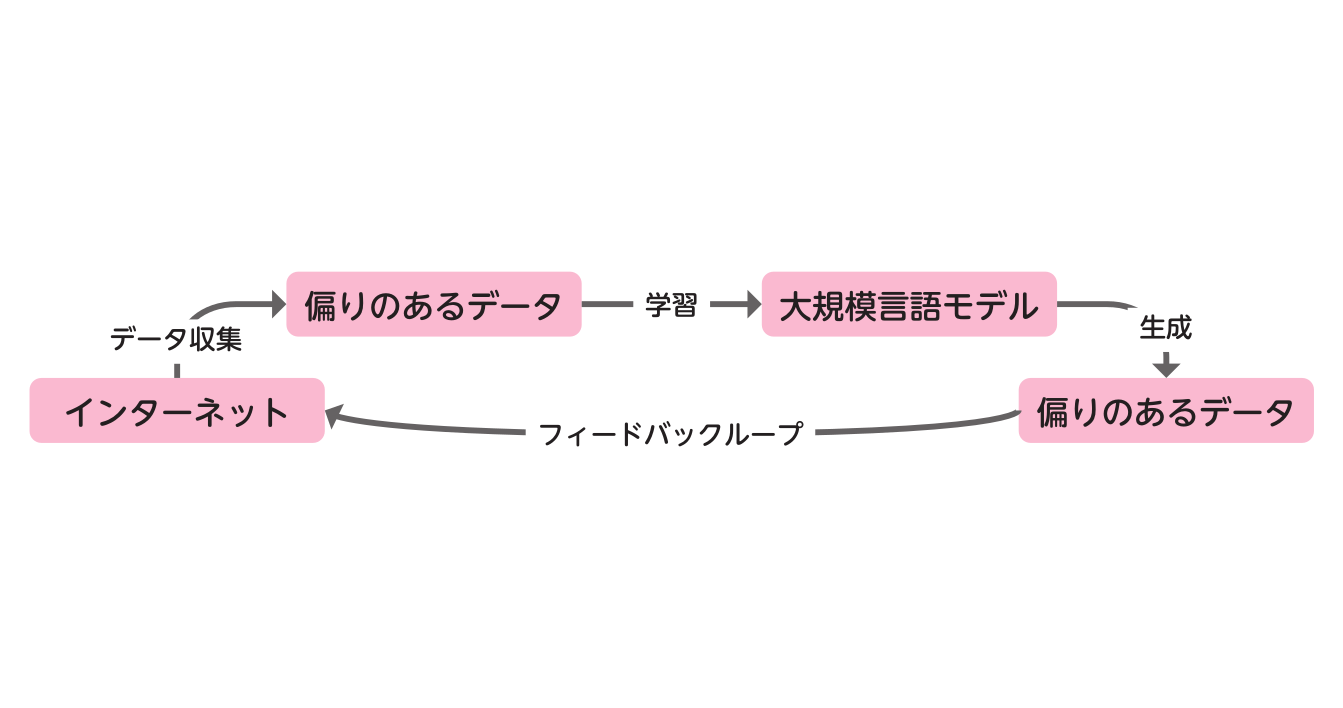 偏りのあるデータ
学習
大規模言語モデル
生成
データ収集
インターネット
偏りのあるデータ
フィードバックループ